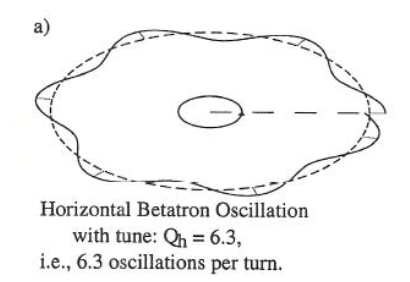 a)
Horizontal Betatron Oscillation
with tune: Qh = 6.3,
i.e., 6.3 oscillations per turn.